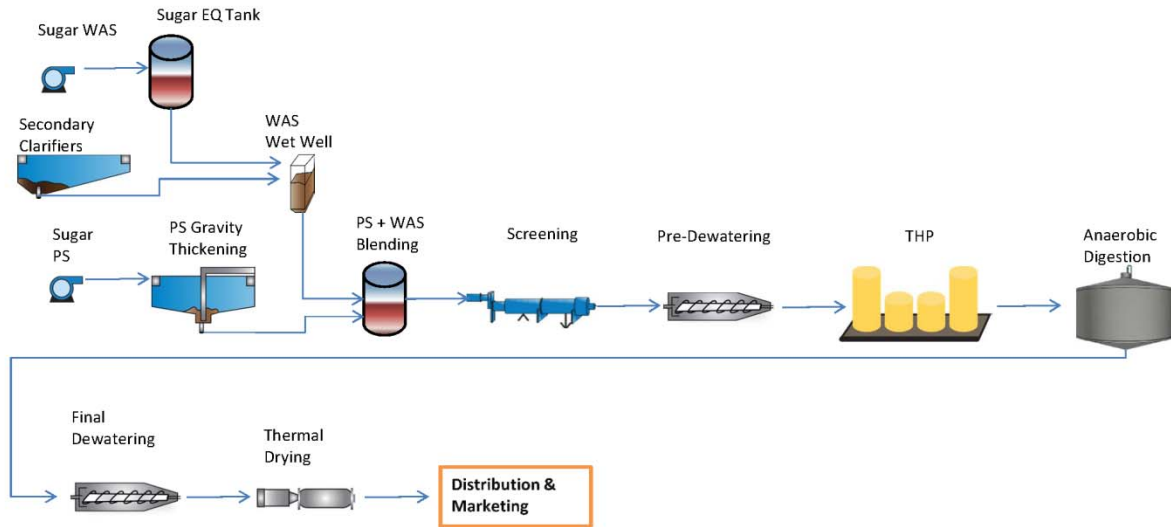 Sugar WAS
Sugar EQ Tank
Secondary
Clarifiers
WAS
Wet Well
Sugar
PS
PS Gravity
Thickening
PS + WAS
Blending
Screening
Pre-Dewatering
THP
Anaerobic
Digestion
Final
Dewatering
Thermal
Drying
Distribution &
Marketing